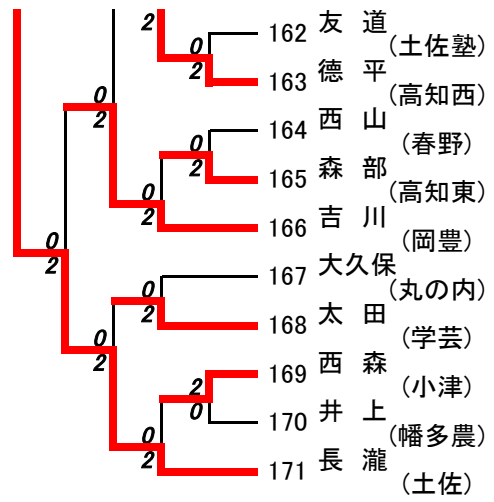 2
0
162 友 道 (土佐塾)
2
163 徳 平 (高知西)
0
2
164 西 山 (春野)
0
2
165 森 部 (高知東)
0
2
166 吉 川 (岡豊)
0
2
167 大久保 (丸の内)
0
2
168 太 田 (学芸)
0
2
169 西 森 (小津)
2
0
170 井 上 (幡多農)
0
2
171 長 瀧 (土佐)